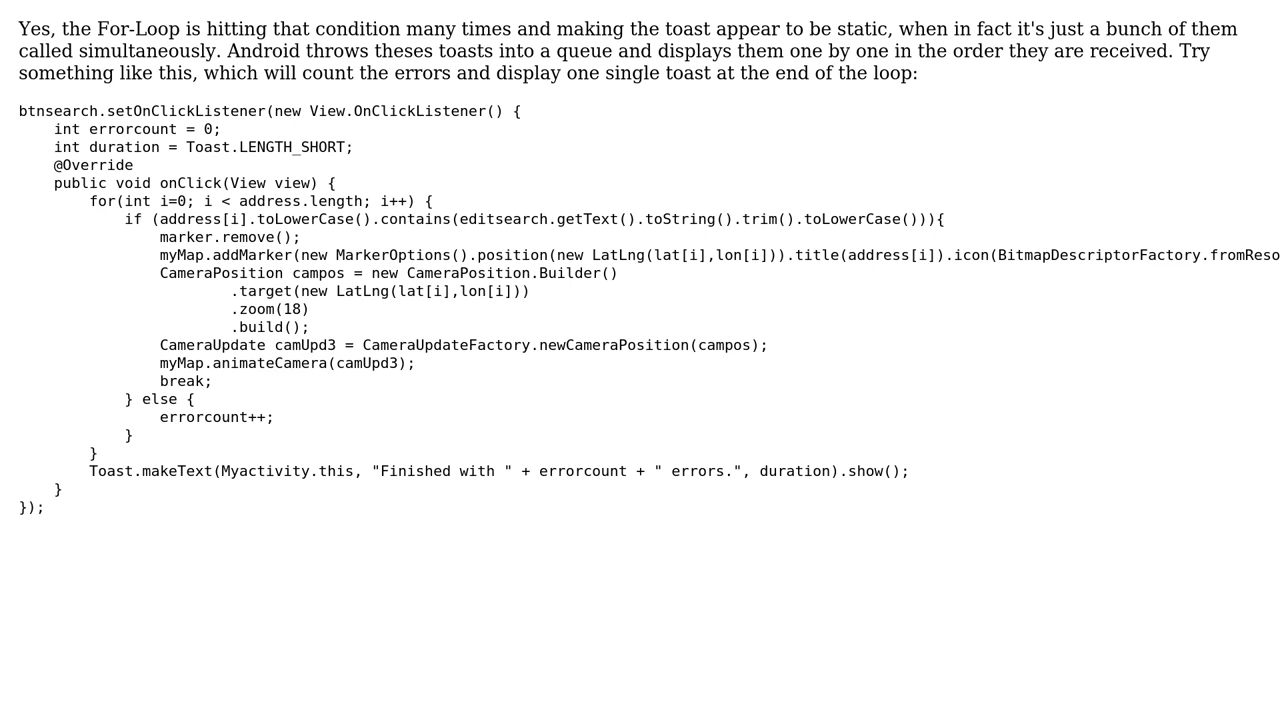 Yes, the For-Loop is hitting that condition many times and making the toast appear to be static, when in fact it's just a bunch of them
called simultaneously. Android throws theses toasts into a queue and displays them one by one in the order they are received. Try
something like this, which will count the errors and display one single toast at the end of the loop:
btnsearch.setOnClickListener(new View.OnClickListener() {
    int errorcount = 0;
    int duration = Toast.LENGTH_SHORT;
    @Override
    public void onClick(View view) {
        for(int i=0; i < address.length; i++) {
            if (address[i].toLowerCase().contains(editsearch.getText().toString().trim().toLowerCase())){
                marker.remove();
                myMap.addMarker(new MarkerOptions().position(new LatLng(lat[i],lon[i])).title(address[i]).icon(BitmapDescriptorFactory.fromReso
                CameraPosition campos = new CameraPosition.Builder()
                        .target(new LatLng(lat[i],lon[i]))
                        .zoom(18)
                        .build();
                CameraUpdate camUpd3 = CameraUpdateFactory.newCameraPosition(campos);
                myMap.animateCamera(camUpd3);
                break;
            } else {
                errorcount++;
            }
        }
        Toast.makeText(Myactivity.this, "Finished with " + errorcount + " errors.", duration).show();
    }
});